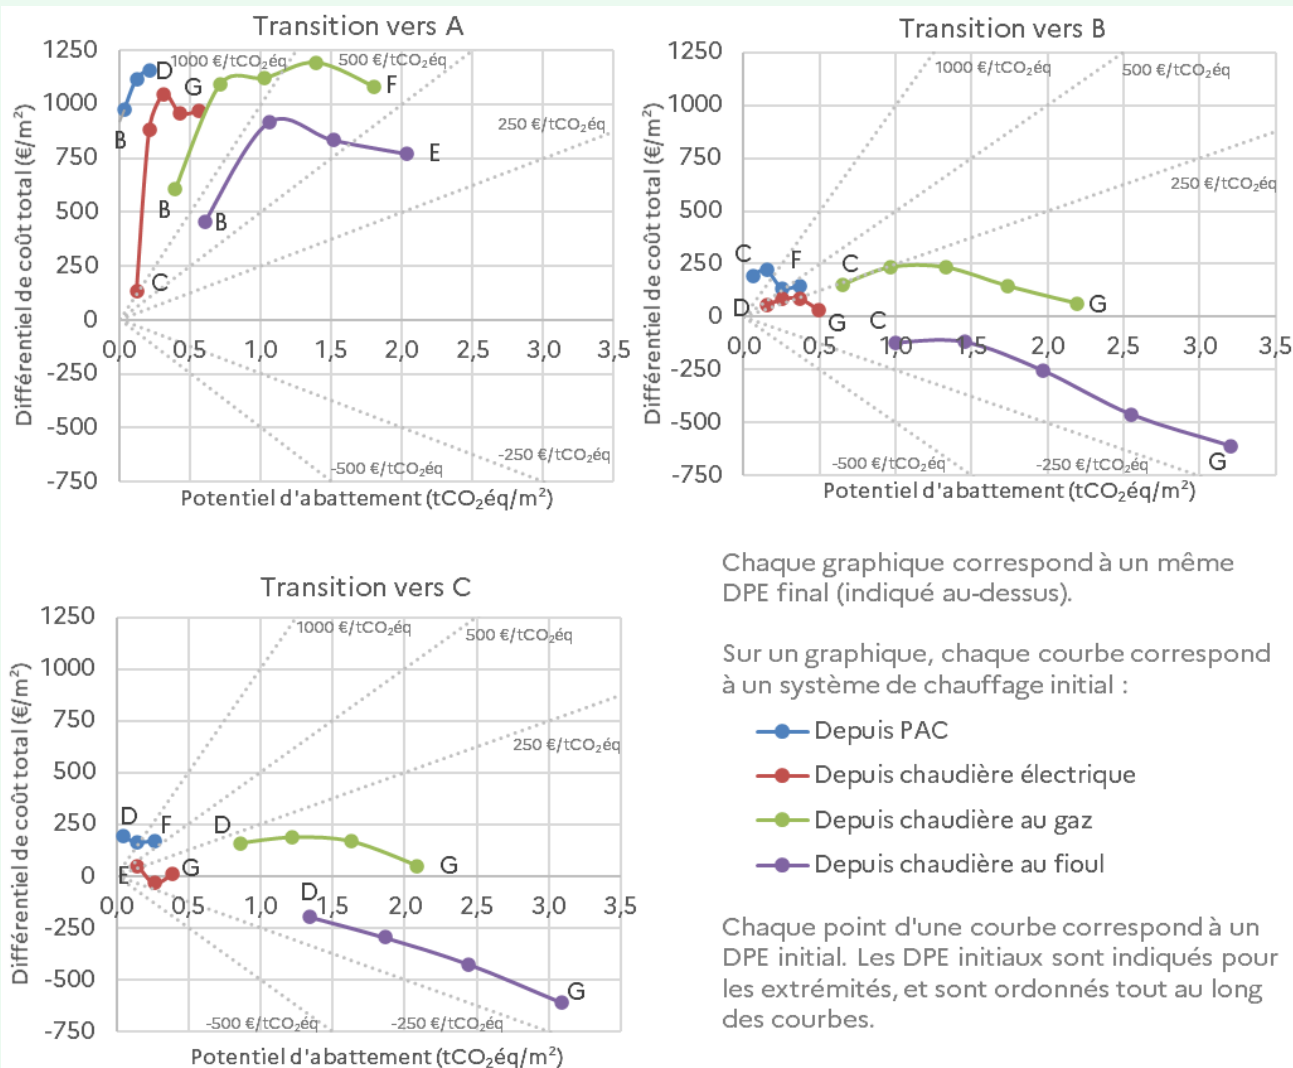 Transition vers A
Différentiel de coût total (€/m²)
1250
1000
750
500
250
0
-250
-500
-750
0,0 0,5 1,0 1,5 2,0 2,5 3,0 3,5
1000 €/tCO₂éq
500 €/tCO₂éq
250 €/tCO₂éq
-250 €/tCO₂éq
-500 €/tCO₂éq
B
D
C
G
B
F
B
E
Potentiel d'abattement (tCO₂éq/m²)
Transition vers B
Différentiel de coût total (€/m²)
1250
1000
750
500
250
0
-250
-500
-750
0,0 0,5 1,0 1,5 2,0 2,5 3,0 3,5
1000 €/tCO₂éq
500 €/tCO₂éq
250 €/tCO₂éq
-250 €/tCO₂éq
-500 €/tCO₂éq
C
F
D
G
C
G
C
G
Potentiel d'abattement (tCO₂éq/m²)
Transition vers C
Différentiel de coût total (€/m²)
1250
1000
750
500
250
0
-250
-500
-750
0,0 0,5 1,0 1,5 2,0 2,5 3,0 3,5
1000 €/tCO₂éq
500 €/tCO₂éq
250 €/tCO₂éq
-250 €/tCO₂éq
-500 €/tCO₂éq
D
F
E
G
D
G
D
G
Potentiel d'abattement (tCO₂éq/m²)
Chaque graphique correspond à un même
DPE final (indiqué au-dessus).
Sur un graphique, chaque courbe correspond
à un système de chauffage initial :
Depuis PAC
Depuis chaudière électrique
Depuis chaudière au gaz
Depuis chaudière au fioul
Chaque point d'une courbe correspond à un
DPE initial. Les DPE initiaux sont indiqués pour
les extrémités, et sont ordonnés tout au long
des courbes.